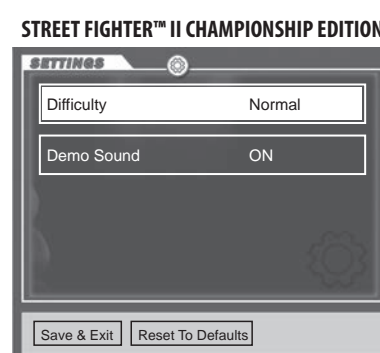 STREET FIGHTER™ II CHAMPIONSHIP EDITION
SETTINGS
Difficulty Normal
Demo Sound ON
Save & Exit Reset To Defaults